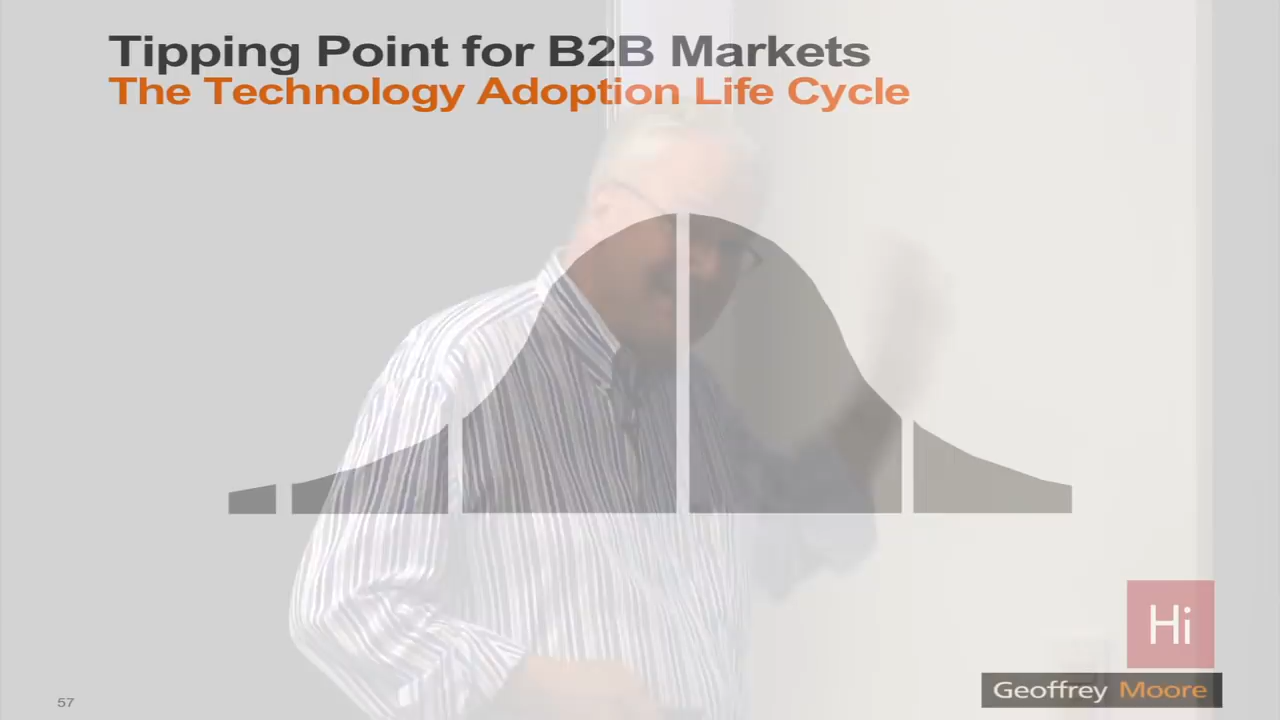 Tipping Point for B2B Markets
The Technology Adoption Life Cycle
Hi
Geoffrey Moore
57